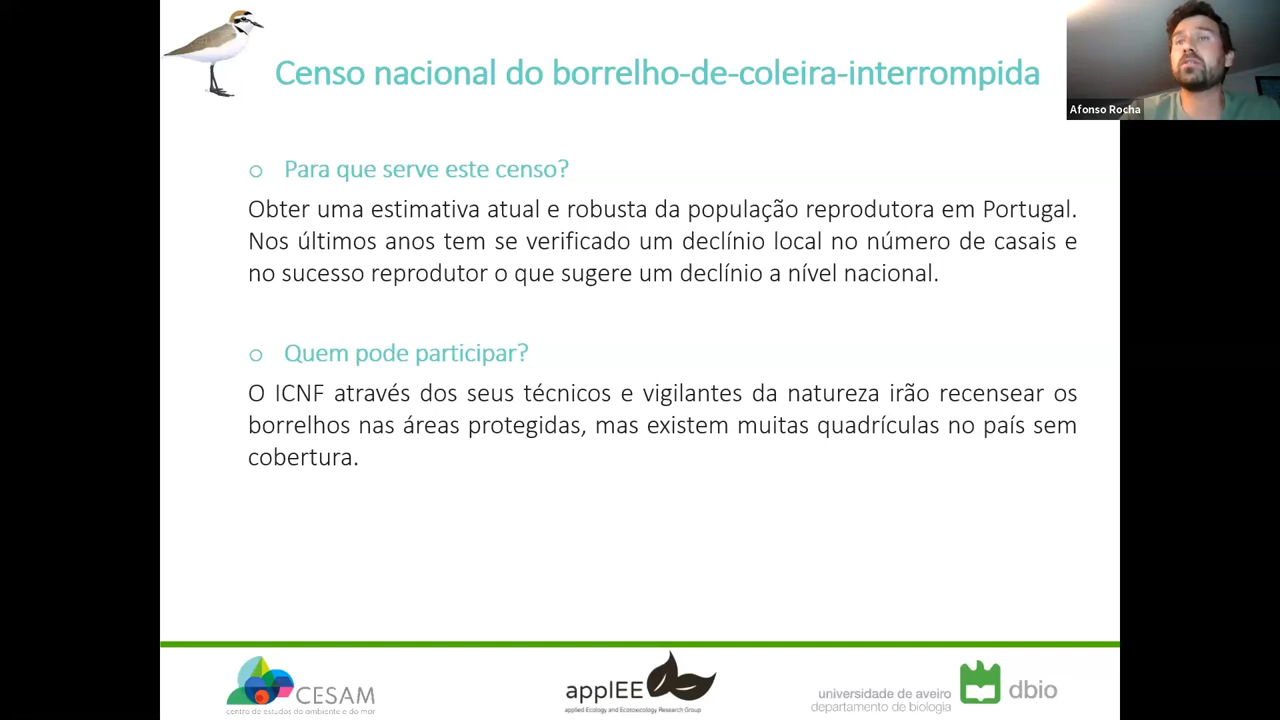 Censo nacional do borrelho-de-coleira-interrompida
Afonso Rocha
o Para que serve este censo?
Obter uma estimativa atual e robusta da população reprodutora em Portugal.
Nos últimos anos tem se verificado um declínio local no número de casais e
no sucesso reprodutor o que sugere um declínio a nível nacional.
o Quem pode participar?
O ICNF através dos seus técnicos e vigilantes da natureza irão recensear os
borrelhos nas áreas protegidas, mas existem muitas quadrículas no país sem
cobertura.
CESAM
centro de estudos do ambiente e do mar
applEE
applied Ecology and Ecotoxicology Research Group
universidade de aveiro
departamento de biologia
dbio